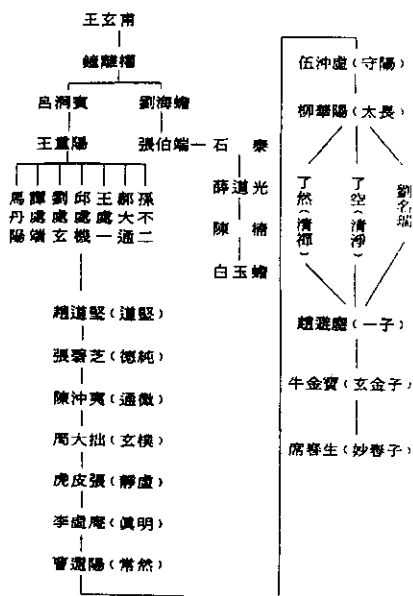 王玄甫
鍾離權
呂洞賓 劉海蟾
王重陽 張伯端 石泰
馬丹陽
譚處端
劉處玄
邱處機
王處一
郝大通
孫不二
薛道光
陳楠
白玉蟾
趙道堅(道堅)
張碧芝(德純)
陳沖夷(通微)
周大拙(玄樸)
虎皮張(靜虛)
李虛庵(眞明)
曹還陽(常然)
伍沖虛(守陽)
柳華陽(太長)
了然(清禪)
了空(清淨)
劉名瑞
趙避塵(一子)
牛金寶(玄金子)
席春生(妙春子)